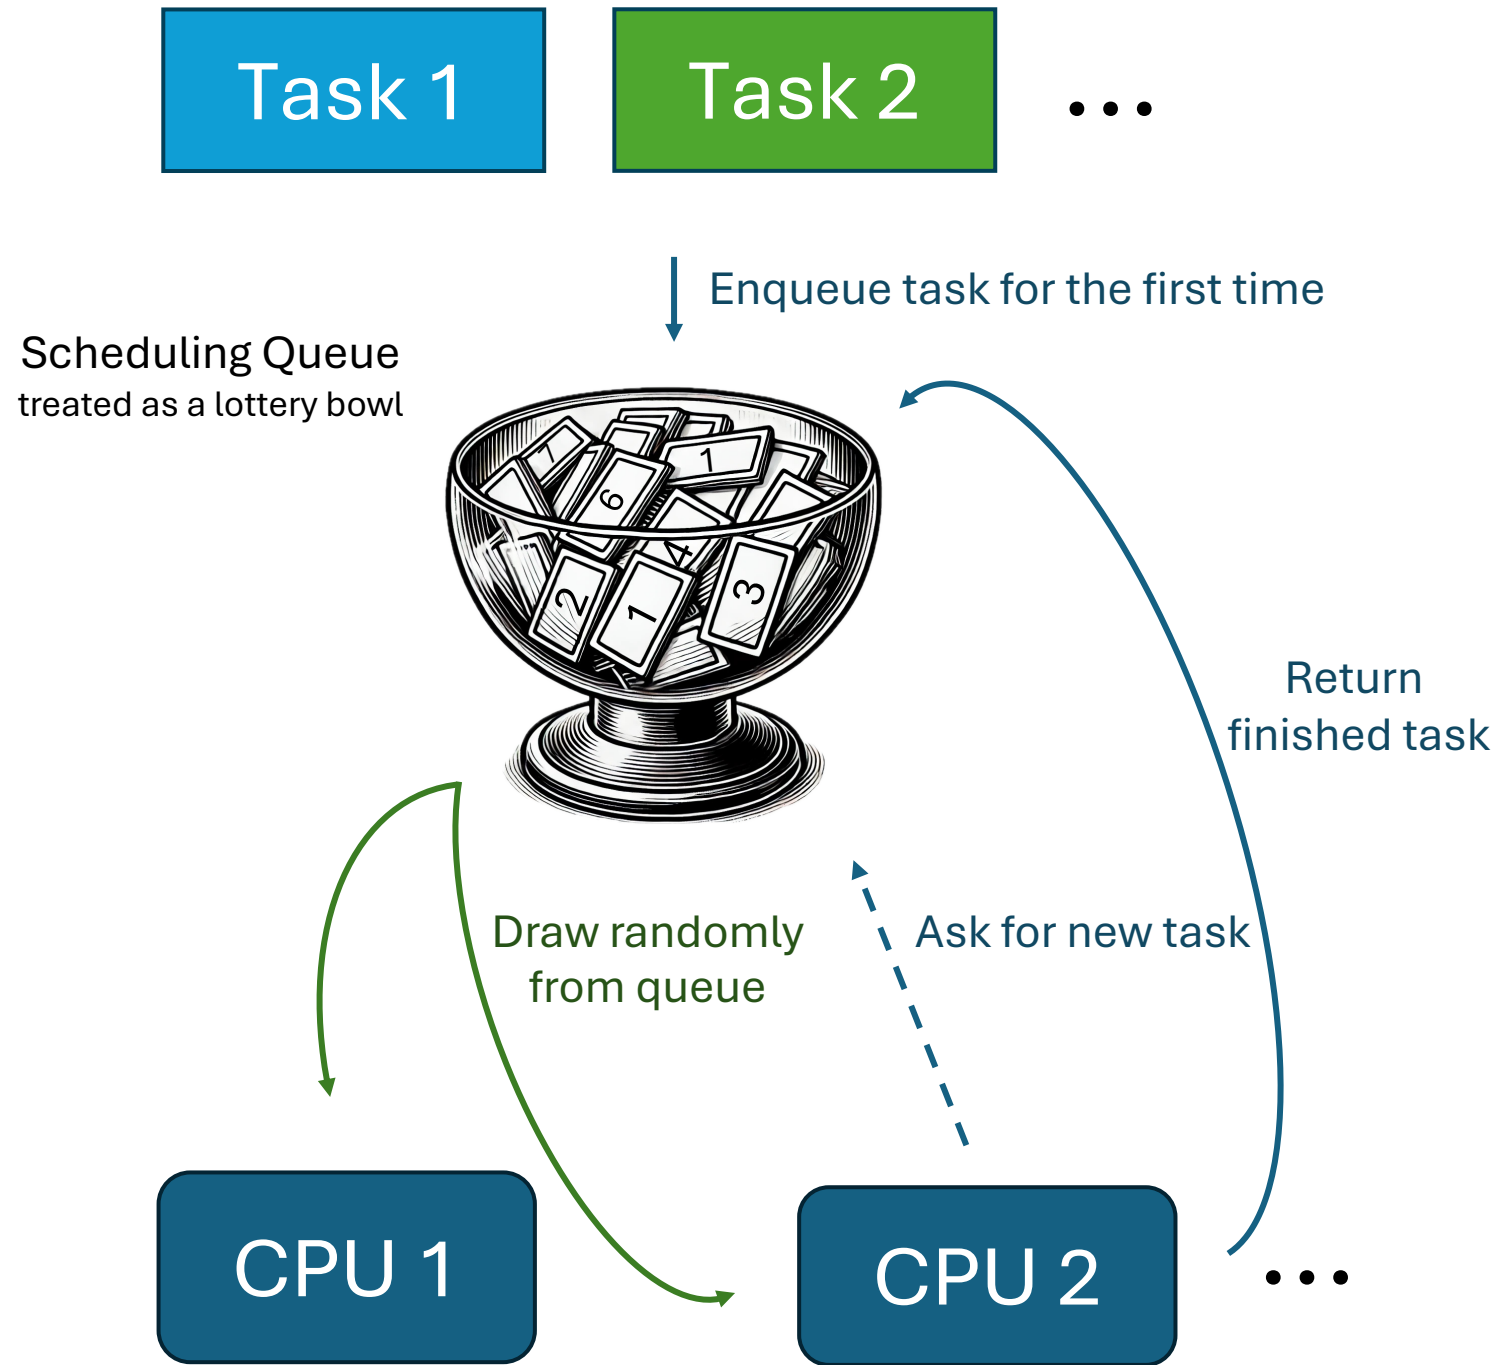 Task 1
Task 2
...
Enqueue task for the first time
Scheduling Queue
treated as a lottery bowl
1
1
6
4
2
1
3
Return
finished task
Draw randomly
from queue
Ask for new task
CPU 1
CPU 2
...